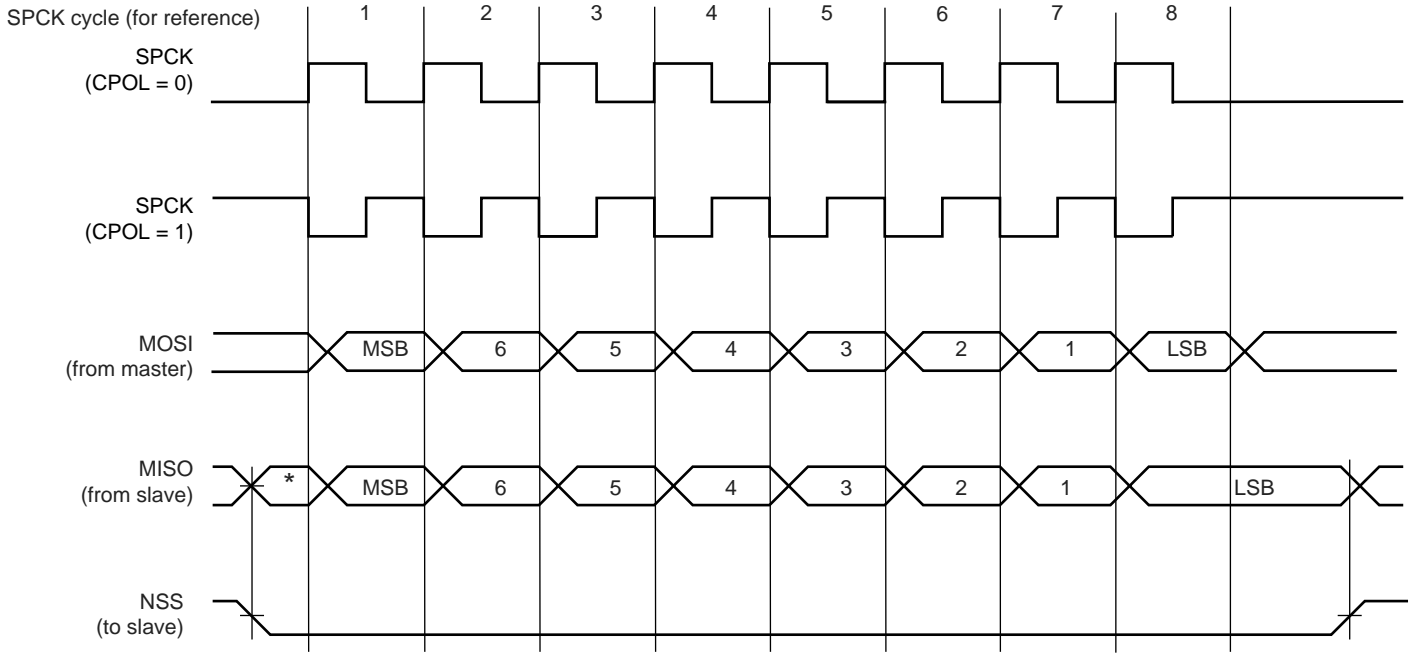 SPCK cycle (for reference) 1 2 3 4 5 6 7 8
SPCK
(CPOL = 0)
SPCK
(CPOL = 1)
MOSI
(from master)
MSB 6 5 4 3 2 1 LSB
MISO
(from slave)
* MSB 6 5 4 3 2 1 LSB
NSS
(to slave)